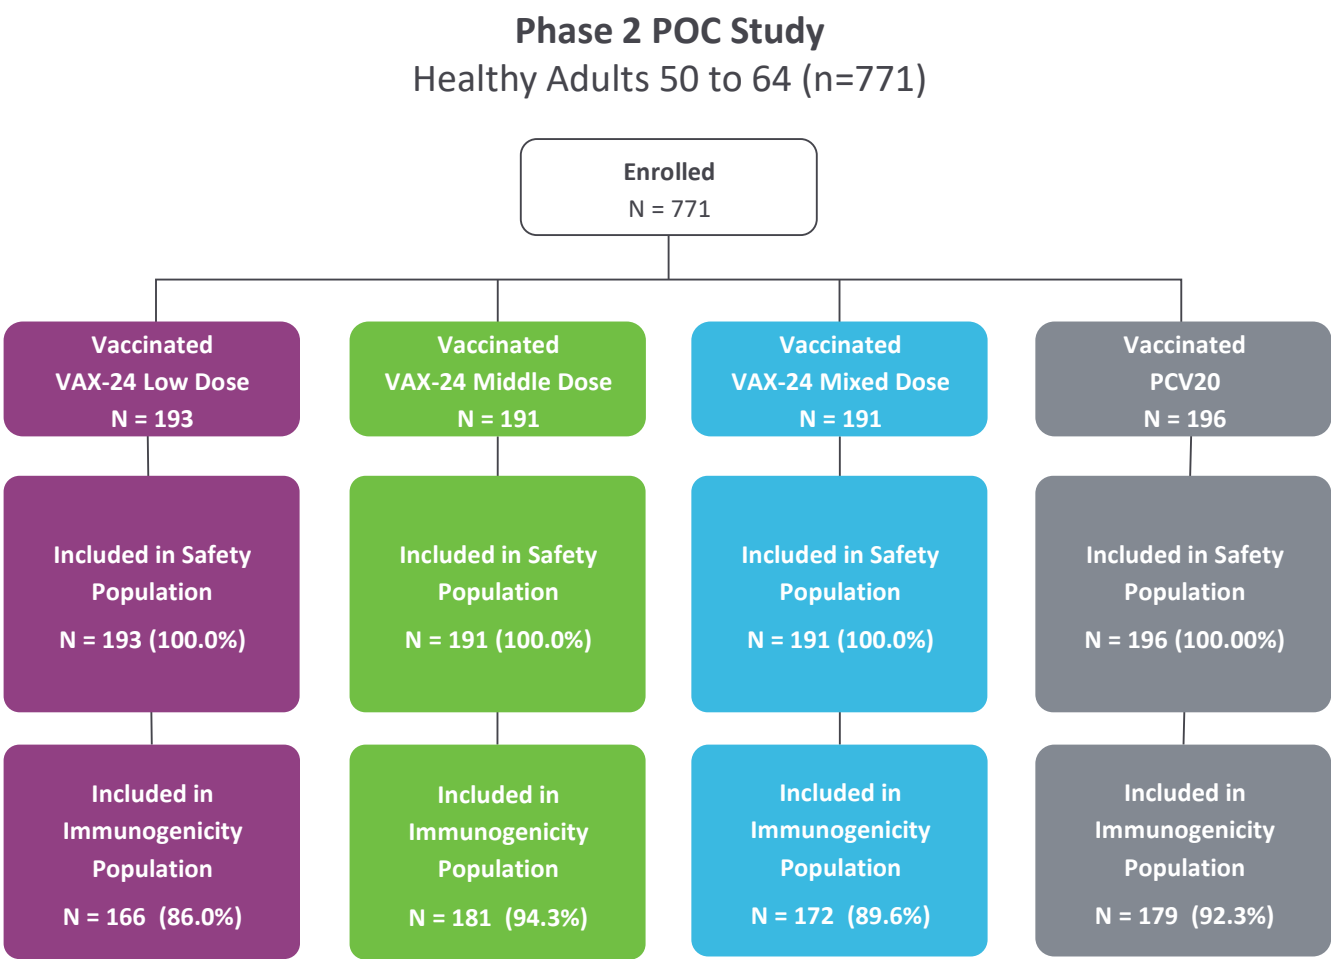 Phase 2 POC Study
Healthy Adults 50 to 64 (n=771)
Enrolled
N = 771
Vaccinated
VAX-24 Low Dose
N = 193
Vaccinated
VAX-24 Middle Dose
N = 191
Vaccinated
VAX-24 Mixed Dose
N = 191
Vaccinated
PCV20
N = 196
Included in Safety
Population
N = 193 (100.0%)
Included in Safety
Population
N = 191 (100.0%)
Included in Safety
Population
N = 191 (100.0%)
Included in Safety
Population
N = 196 (100.00%)
Included in
Immunogenicity
Population
N = 166 (86.0%)
Included in
Immunogenicity
Population
N = 181 (94.3%)
Included in
Immunogenicity
Population
N = 172 (89.6%)
Included in
Immunogenicity
Population
N = 179 (92.3%)